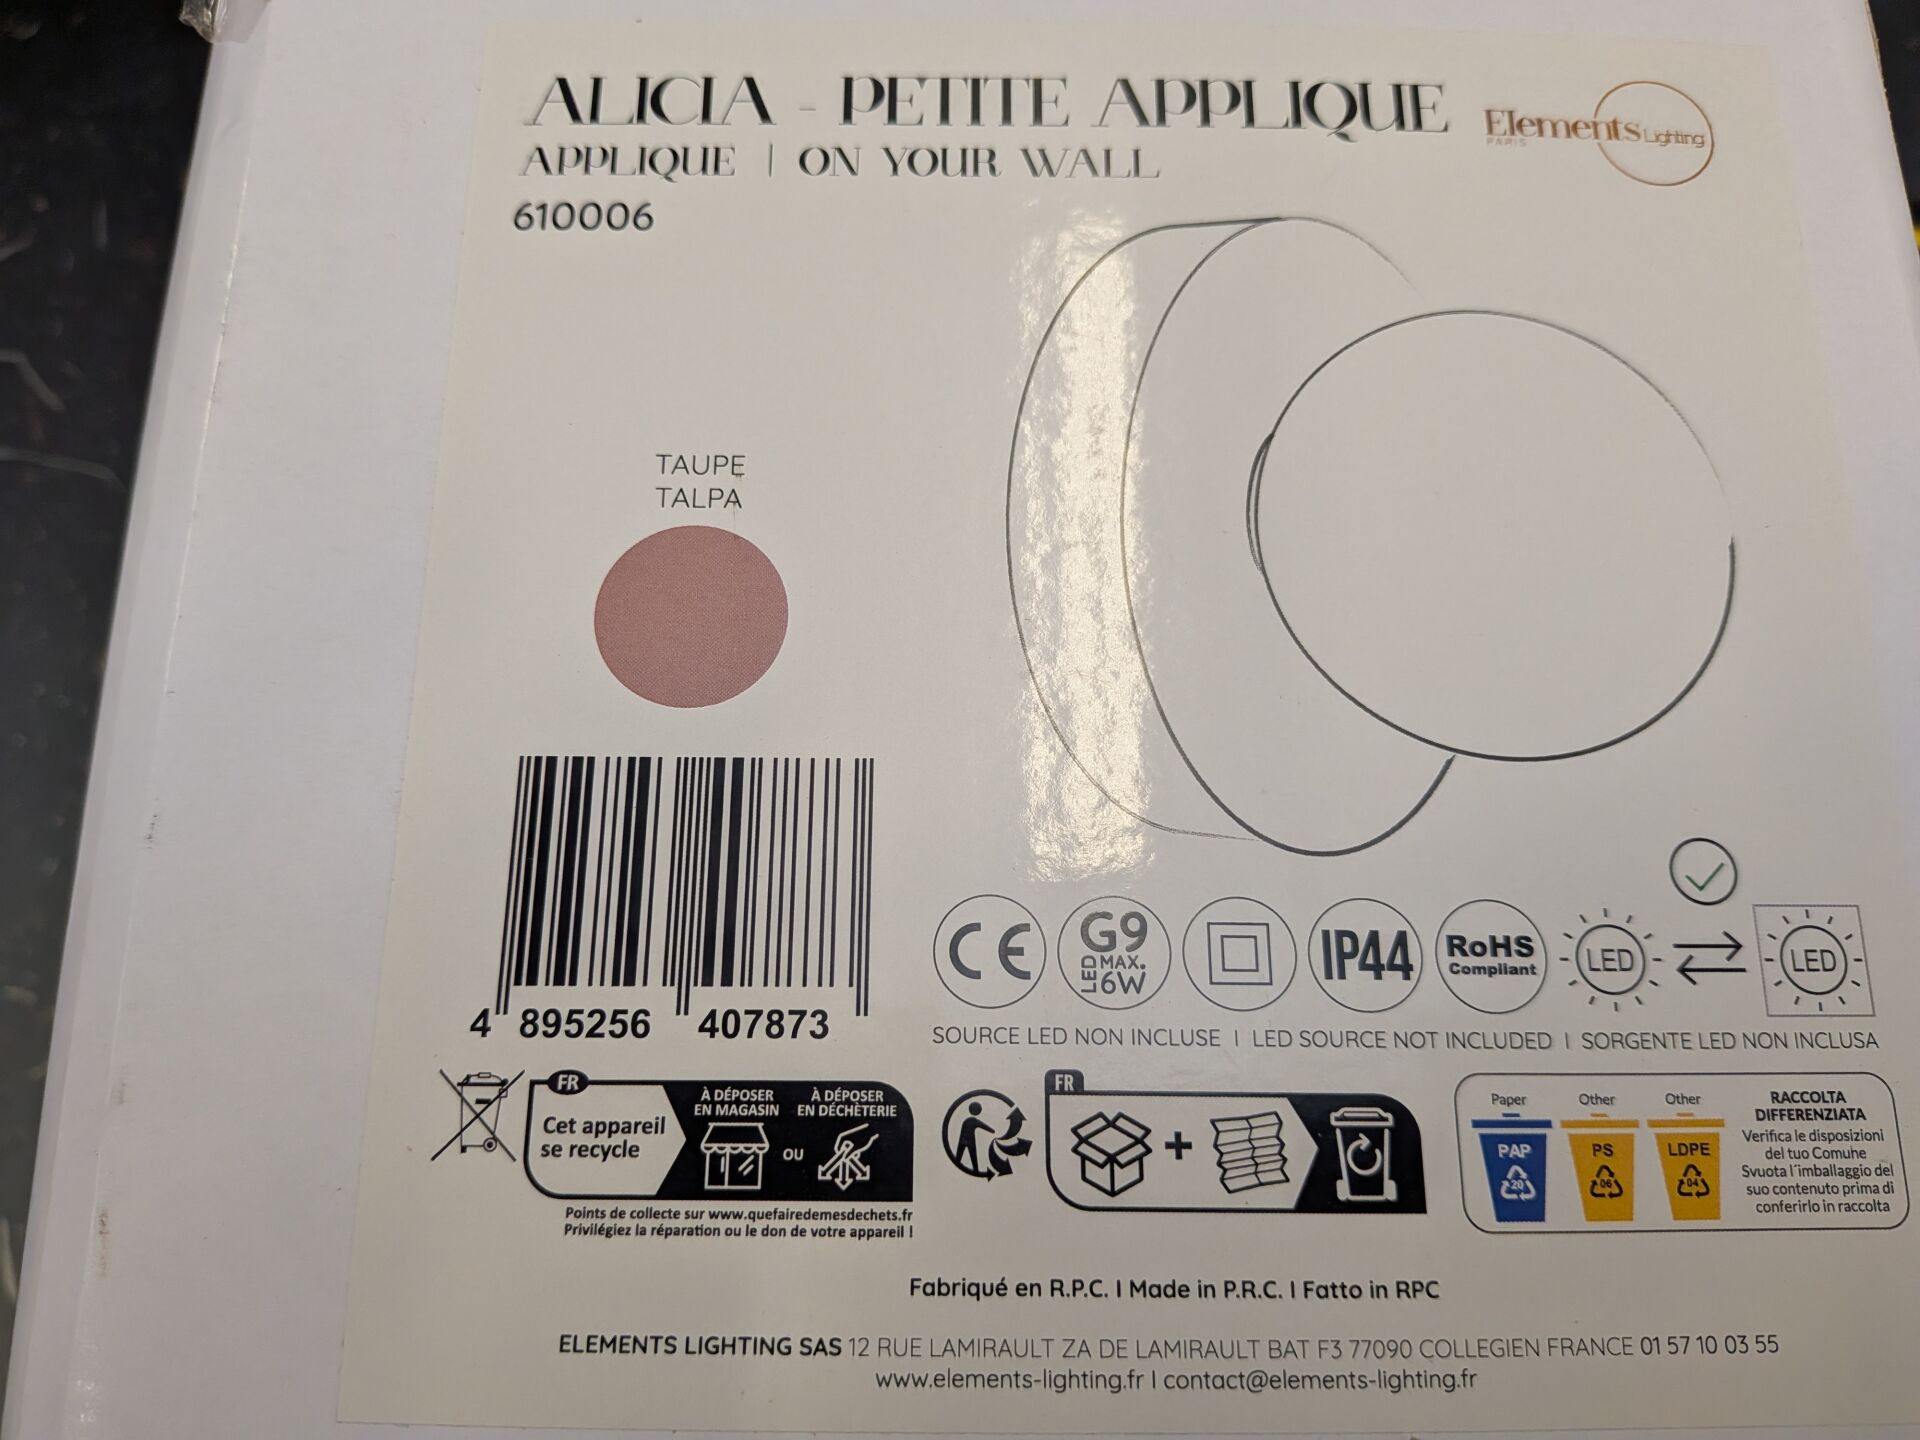 ALICIA - PETITE APPLIQUE
Elements Lighting
PARIS
APPLIQUE | ON YOUR WALL
610006
TAUPE
TALPA
4 895256 407873
CE
G9
LED MAX. 6W
IP44
RoHS
Compliant
LED
LED
SOURCE LED NON INCLUSE I LED SOURCE NOT INCLUDED I SORGENTE LED NON INCLUSA
FR
Cet appareil
se recycle
À DÉPOSER
EN MAGASIN
OU
À DÉPOSER
EN DÉCHÈTERIE
Points de collecte sur www.quefairedemesdechets.fr
Privilégiez la réparation ou le don de votre appareil !
FR
+
Paper
PAP
20
Other
PS
06
Other
LDPE
04
RACCOLTA
DIFFERENZIATA
Verifica le disposizioni
del tuo Comuhe
Svuota l'imballaggio del
suo contenuto prima di
conferirlo in raccolta
Fabriqué en R.P.C. I Made in P.R.C. I Fatto in RPC
ELEMENTS LIGHTING SAS 12 RUE LAMIRAULT ZA DE LAMIRAULT BAT F3 77090 COLLEGIEN FRANCE 01 57 10 03 55
www.elements-lighting.fr I contact@elements-lighting.fr